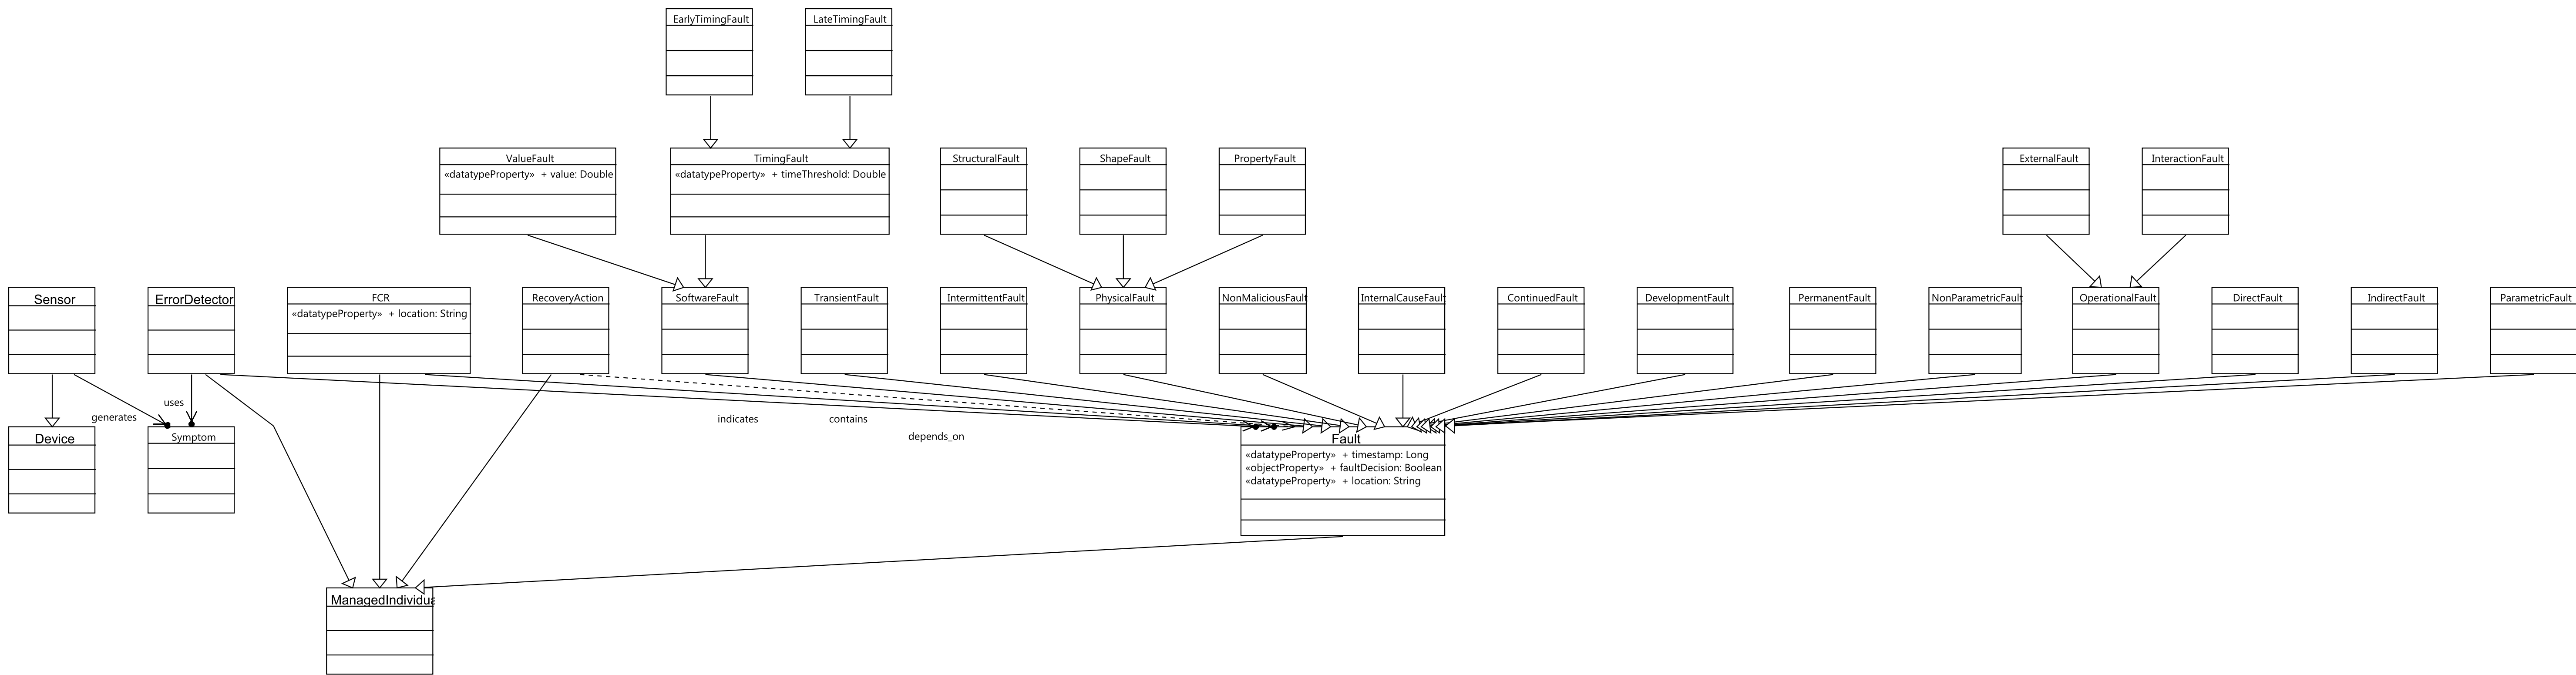 EarlyTimingFault
LateTimingFault
ValueFault
«datatypeProperty» + value: Double
TimingFault
«datatypeProperty» + timeThreshold: Double
StructuralFault
ShapeFault
PropertyFault
ExternalFault
InteractionFault
Sensor
ErrorDetector
FCR
«datatypeProperty» + location: String
RecoveryAction
SoftwareFault
TransientFault
IntermittentFault
PhysicalFault
NonMaliciousFault
InternalCauseFault
ContinuedFault
DevelopmentFault
PermanentFault
NonParametricFault
OperationalFault
DirectFault
IndirectFault
ParametricFault
generates
uses
indicates
contains
depends_on
Device
Symptom
Fault
«datatypeProperty» + timestamp: Long
«objectProperty» + faultDecision: Boolean
«datatypeProperty» + location: String
ManagedIndividua